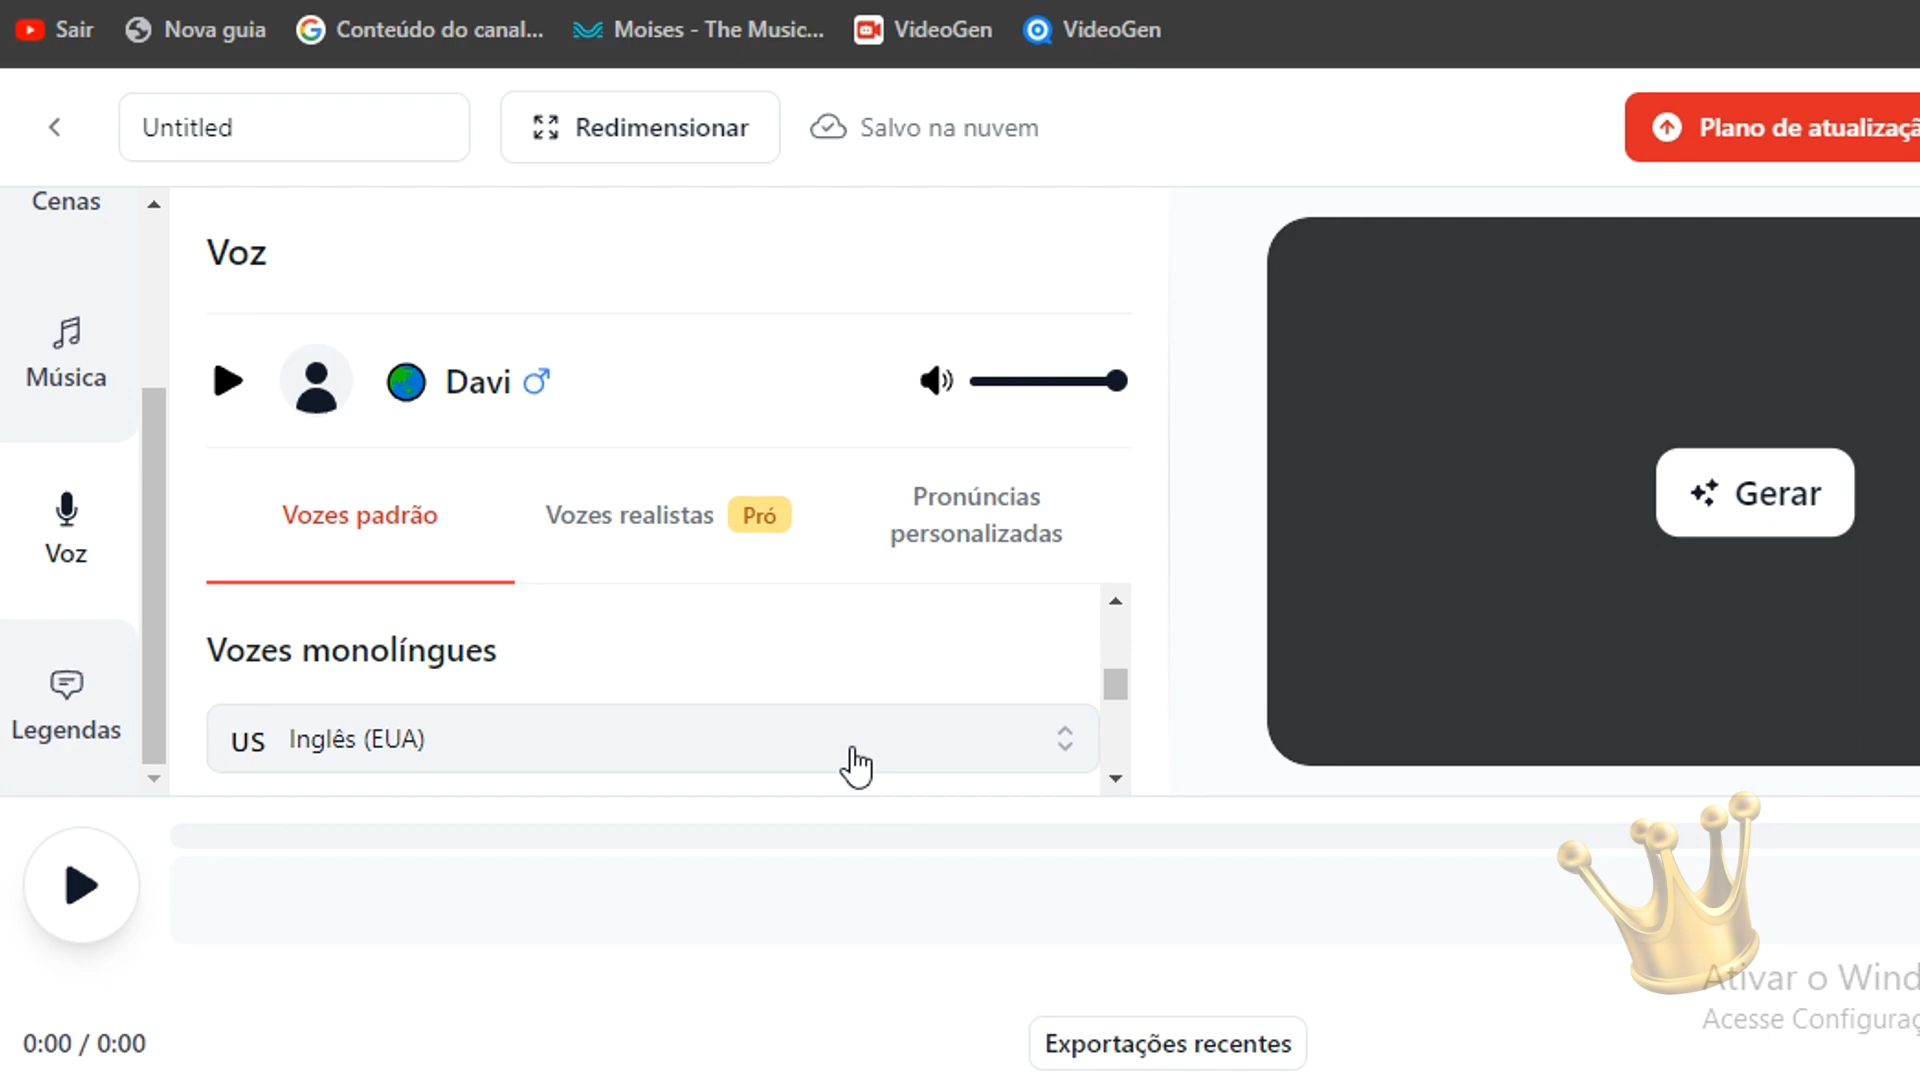 Sair Nova guia Conteúdo do canal... Moises - The Music... VideoGen VideoGen
Untitled Redimensionar Salvo na nuvem Plano de atualizaçã
Cenas
Voz
Música
Davi
Vozes padrão Vozes realistas Pró Pronúncias
personalizadas
Voz
Gerar
Vozes monolíngues
Legendas
US Inglês (EUA)
Ativar o Wind
Acesse Configuraç
0:00 / 0:00 Exportações recentes